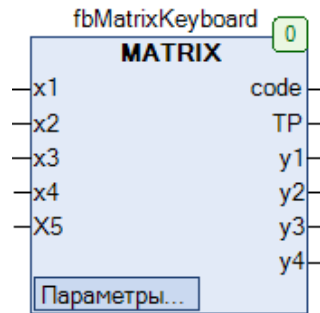 fbMatrixKeyboard
0
MATRIX
x1 code
x2 TP
x3 y1
x4 y2
X5 y3
y4
Параметры...